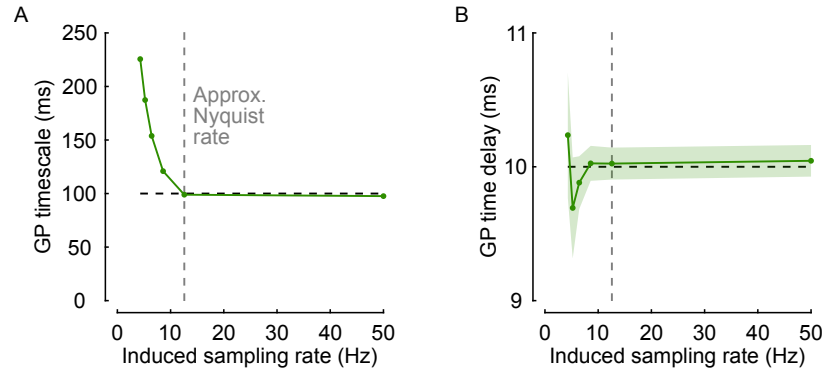 A
GP timescale (ms)
250
200
150
100
50
0
Approx.
Nyquist
rate
0 10 20 30 40 50
Induced sampling rate (Hz)
B
GP time delay (ms)
11
10
9
0 10 20 30 40 50
Induced sampling rate (Hz)